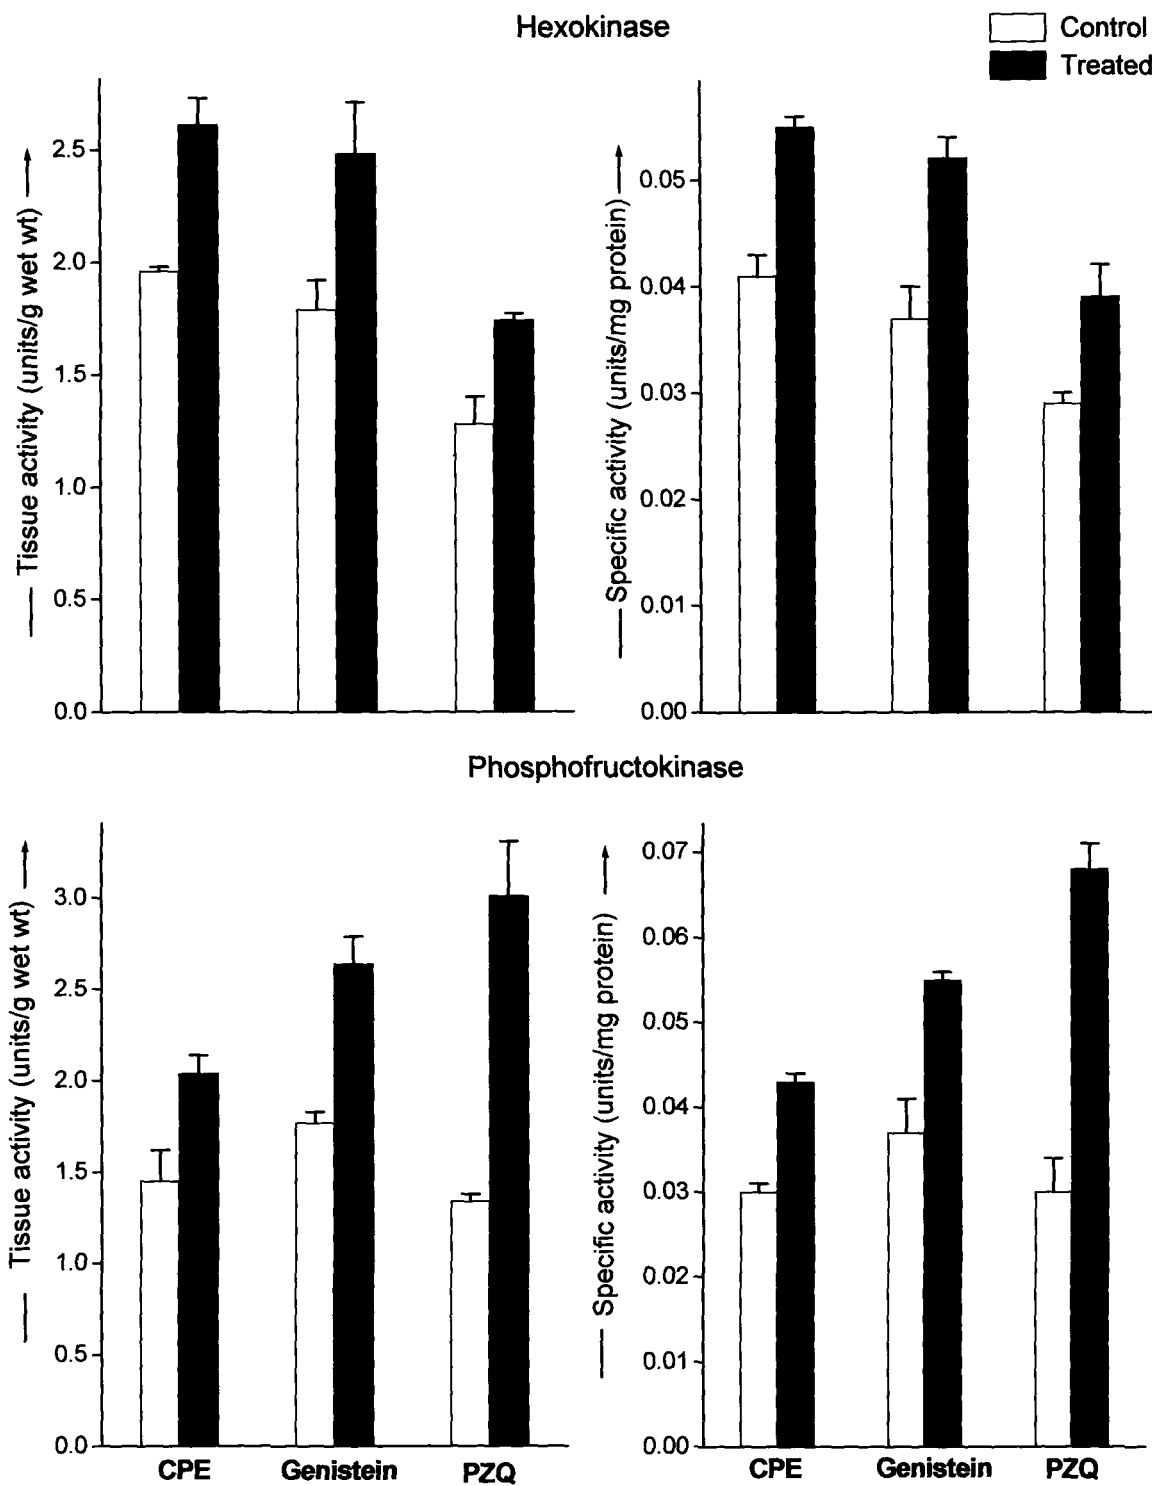 Hexokinase
Control
Treated
Tissue activity (units/g wet wt)
2.5
2.0
1.5
1.0
0.5
0.0
Specific activity (units/mg protein)
0.05
0.04
0.03
0.02
0.01
0.00
Phosphofructokinase
Tissue activity (units/g wet wt)
3.0
2.5
2.0
1.5
1.0
0.5
0.0
CPE Genistein PZQ
Specific activity (units/mg protein)
0.07
0.06
0.05
0.04
0.03
0.02
0.01
0.00
CPE Genistein PZQ